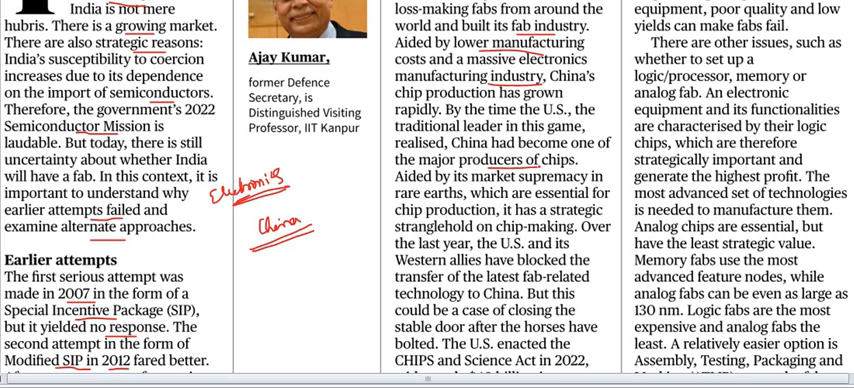 India is not mere
hubris. There is a growing market.
There are also strategic reasons:
India's susceptibility to coercion
increases due to its dependence
on the import of semiconductors.
Therefore, the government's 2022
Semiconductor Mission is
laudable. But today, there is still
uncertainty about whether India
will have a fab. In this context, it is
important to understand why
earlier attempts failed and
examine alternate approaches.
Earlier attempts
The first serious attempt was
made in 2007 in the form of a
Special Incentive Package (SIP),
but it yielded no response. The
second attempt in the form of
Modified SIP in 2012 fared better.
Ajay Kumar,
former Defence
Secretary, is
Distinguished Visiting
Professor, IIT Kanpur
Electronics
China
loss-making fabs from around the
world and built its fab industry.
Aided by lower manufacturing
costs and a massive electronics
manufacturing industry, China's
chip production has grown
rapidly. By the time the U.S., the
traditional leader in this game,
realised, China had become one of
the major producers of chips.
Aided by its market supremacy in
rare earths, which are essential for
chip production, it has a strategic
stranglehold on chip-making. Over
the last year, the U.S. and its
Western allies have blocked the
transfer of the latest fab-related
technology to China. But this
could be a case of closing the
stable door after the horses have
bolted. The U.S. enacted the
CHIPS and Science Act in 2022,
equipment, poor quality and low
yields can make fabs fail.
There are other issues, such as
whether to set up a
logic/processor, memory or
analog fab. An electronic
equipment and its functionalities
are characterised by their logic
chips, which are therefore
strategically important and
generate the highest profit. The
most advanced set of technologies
is needed to manufacture them.
Analog chips are essential, but
have the least strategic value.
Memory fabs use the most
advanced feature nodes, while
analog fabs can be even as large as
130 nm. Logic fabs are the most
expensive and analog fabs the
least. A relatively easier option is
Assembly, Testing, Packaging and